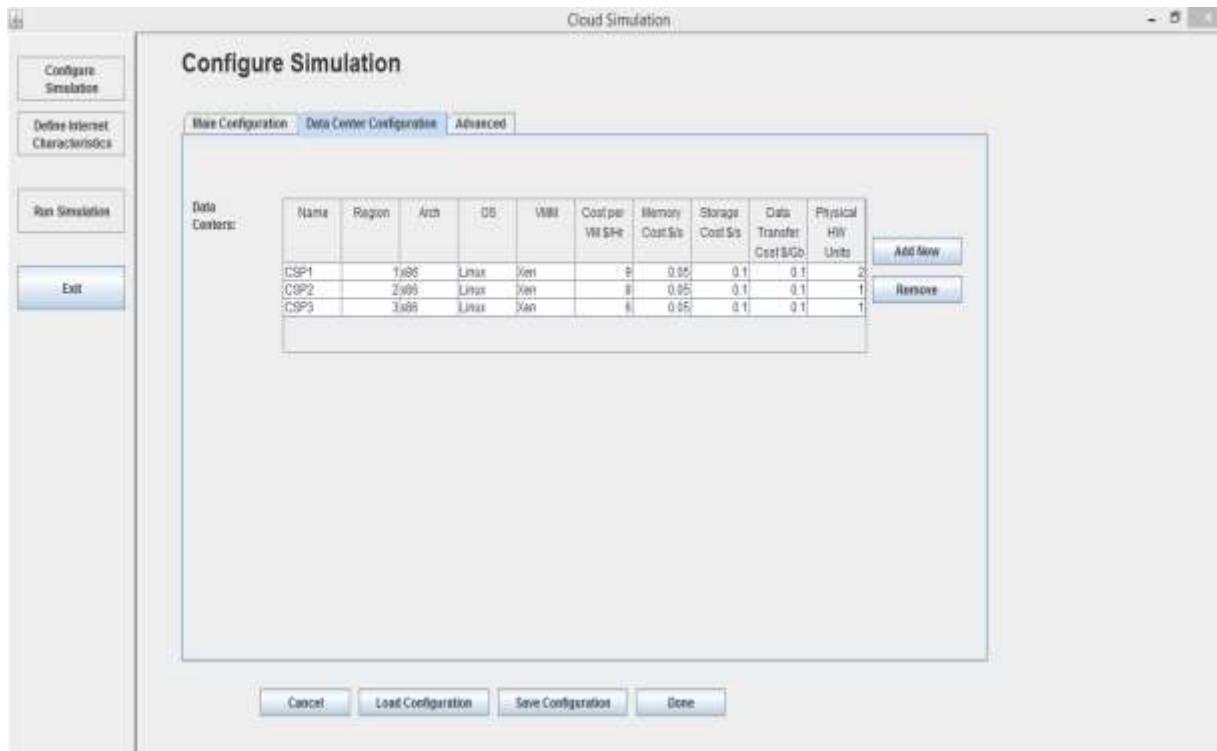 Cloud Simulation
Configure Simulation
Define Internet Characteristics
Run Simulation
Exit
Configure Simulation
Main Configuration Data Center Configuration Advanced
Data Centers:
Name Region Arch OS VMM Cost per VM $/Hr Memory Cost $/s Storage Cost $/s Data Transfer Cost $/Gb Physical HW Units
CSP1 1 x86 Linux Xen 9 0.05 0.1 0.1 2
CSP2 2 x86 Linux Xen 8 0.05 0.1 0.1 1
CSP3 3 x86 Linux Xen 6 0.05 0.1 0.1 1
Add New
Remove
Cancel Load Configuration Save Configuration Done